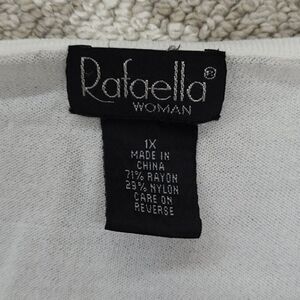 Rafaella®
WOMAN
1X
MADE IN
CHINA
71% RAYON
29% NYLON
CARE ON
REVERSE